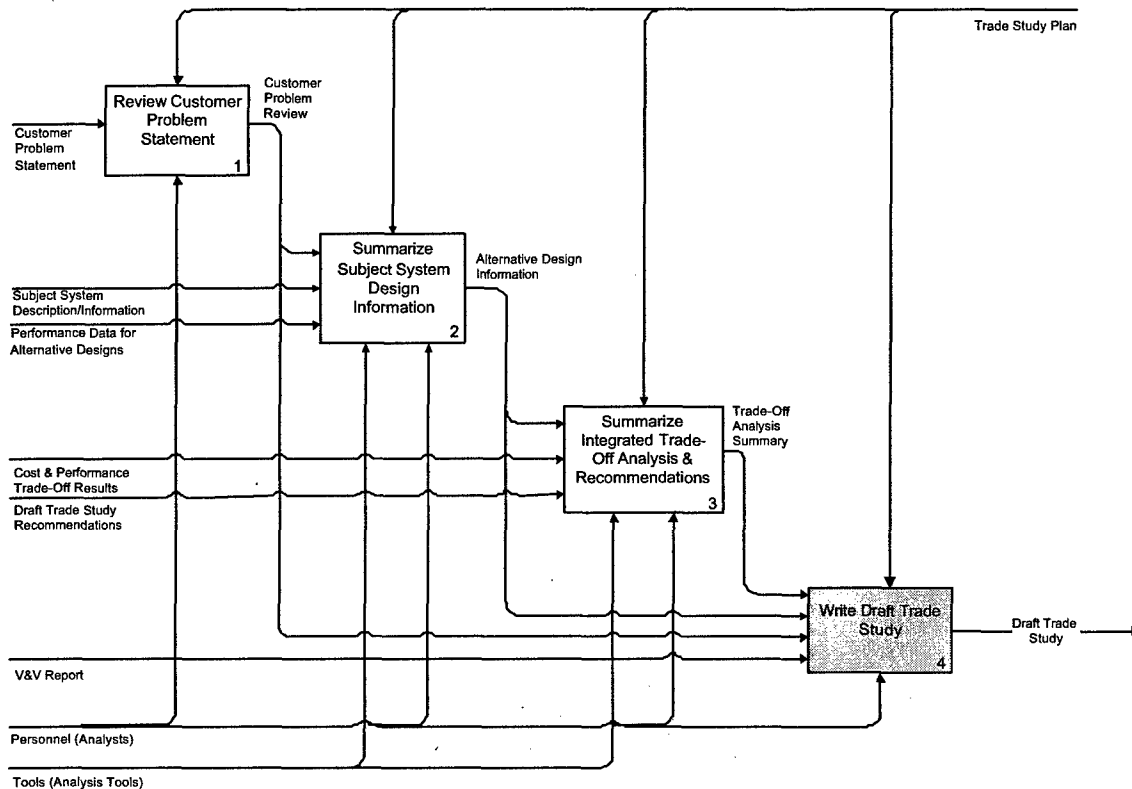 Trade Study Plan
Review Customer
Problem
Statement
1
Customer
Problem
Review
Customer
Problem
Statement
Summarize
Subject System
Design
Information
2
Alternative Design
Information
Subject System
Description/Information
Performance Data for
Alternative Designs
Summarize
Integrated Trade-
Off Analysis &
Recommendations
3
Trade-Off
Analysis
Summary
Cost & Performance
Trade-Off Results
Draft Trade Study
Recommendations
Write Draft Trade
Study
4
Draft Trade
Study
V&V Report
Personnel (Analysts)
Tools (Analysis Tools)